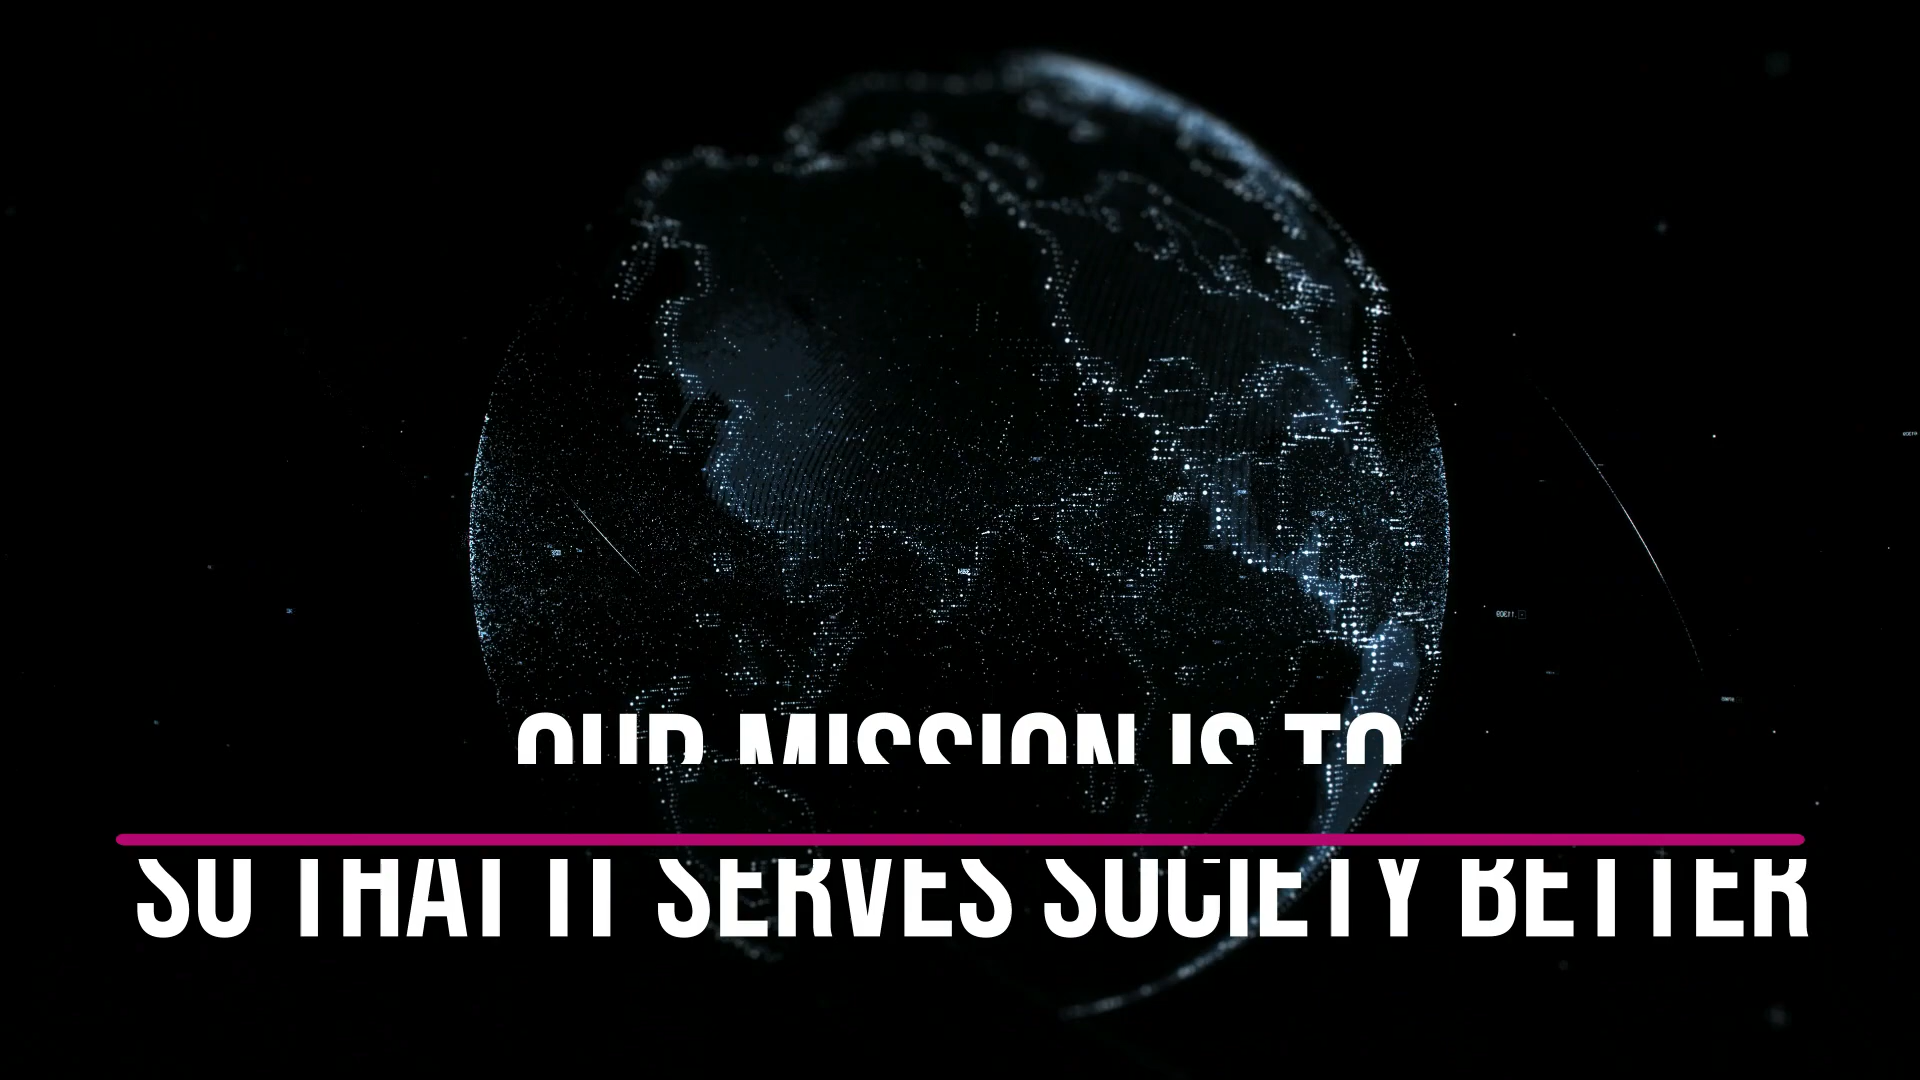 OUR MISSION IS TO
SO THAT IT SERVES SOCIETY BETTER